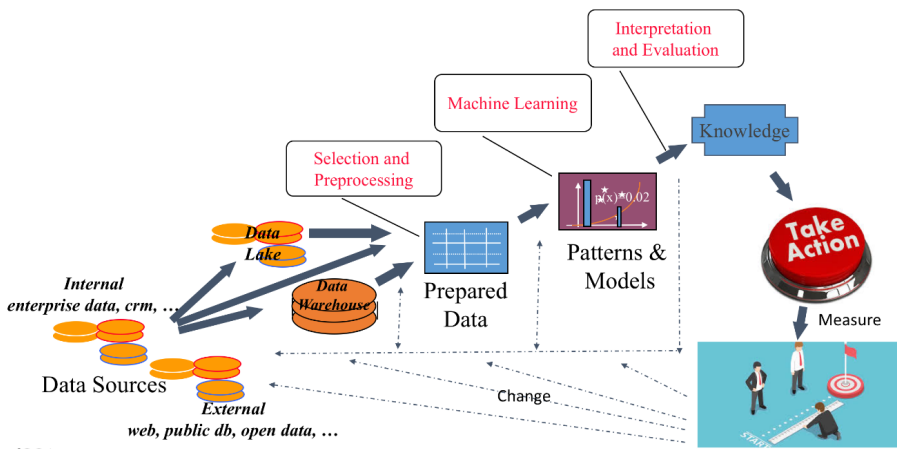 Interpretation
and Evaluation
Machine Learning
Knowledge
Selection and
Preprocessing
p(x)=0.02
Take
Action
Data
Lake
Patterns &
Models
Internal
enterprise data, crm, …
Data
Warehouse
Prepared
Data
Measure
Data Sources
Change
External
web, public db, open data, …
START